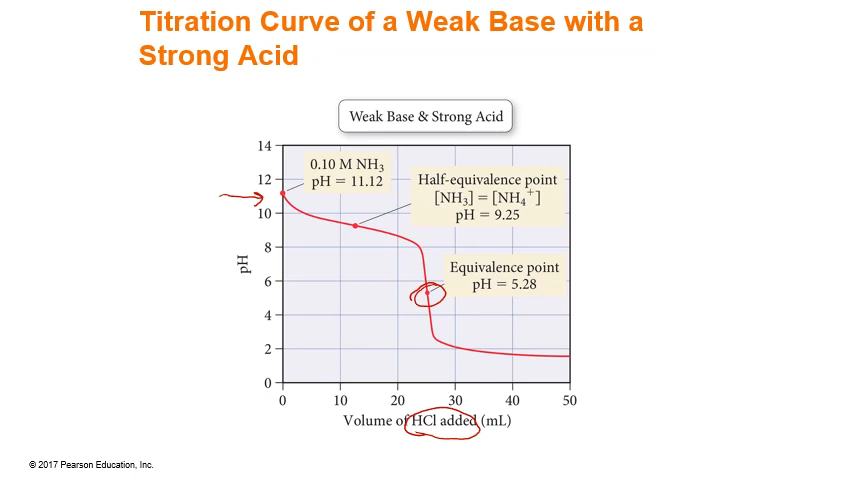 Titration Curve of a Weak Base with a
Strong Acid
Weak Base & Strong Acid
14
12
10
8
6
4
2
0
pH
0.10 M NH₃
pH = 11.12
Half-equivalence point
[NH₃] = [NH₄⁺]
pH = 9.25
Equivalence point
pH = 5.28
0 10 20 30 40 50
Volume of HCl added (mL)
© 2017 Pearson Education, Inc.